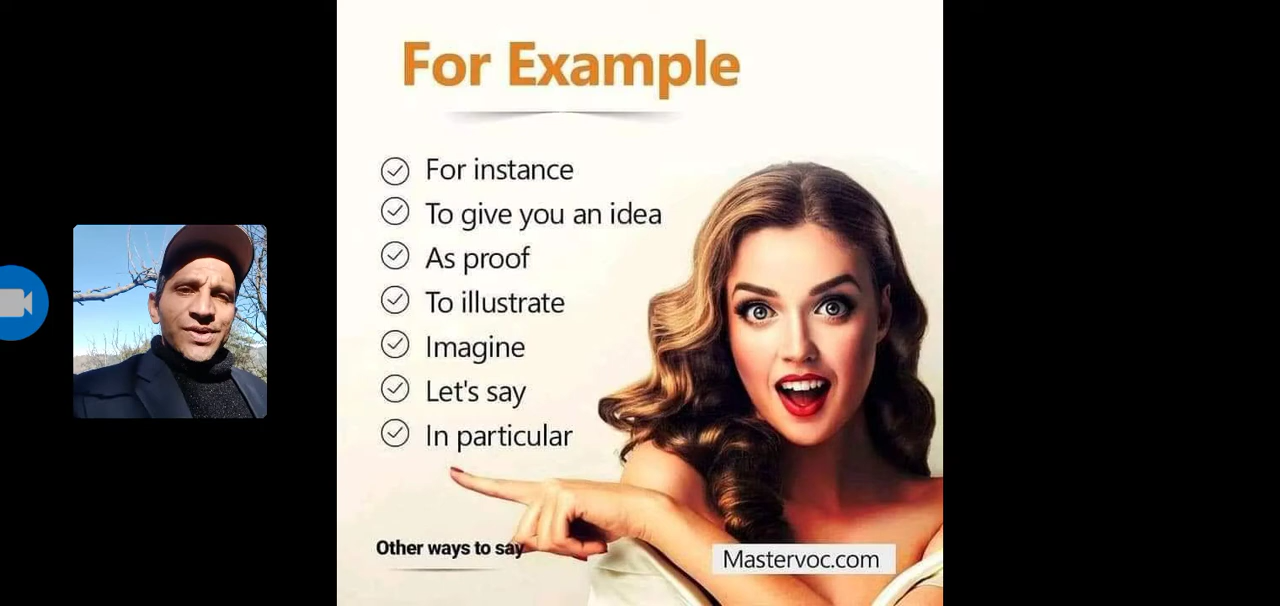 For Example
For instance
To give you an idea
As proof
To illustrate
Imagine
Let's say
In particular
Other ways to say
Mastervoc.com